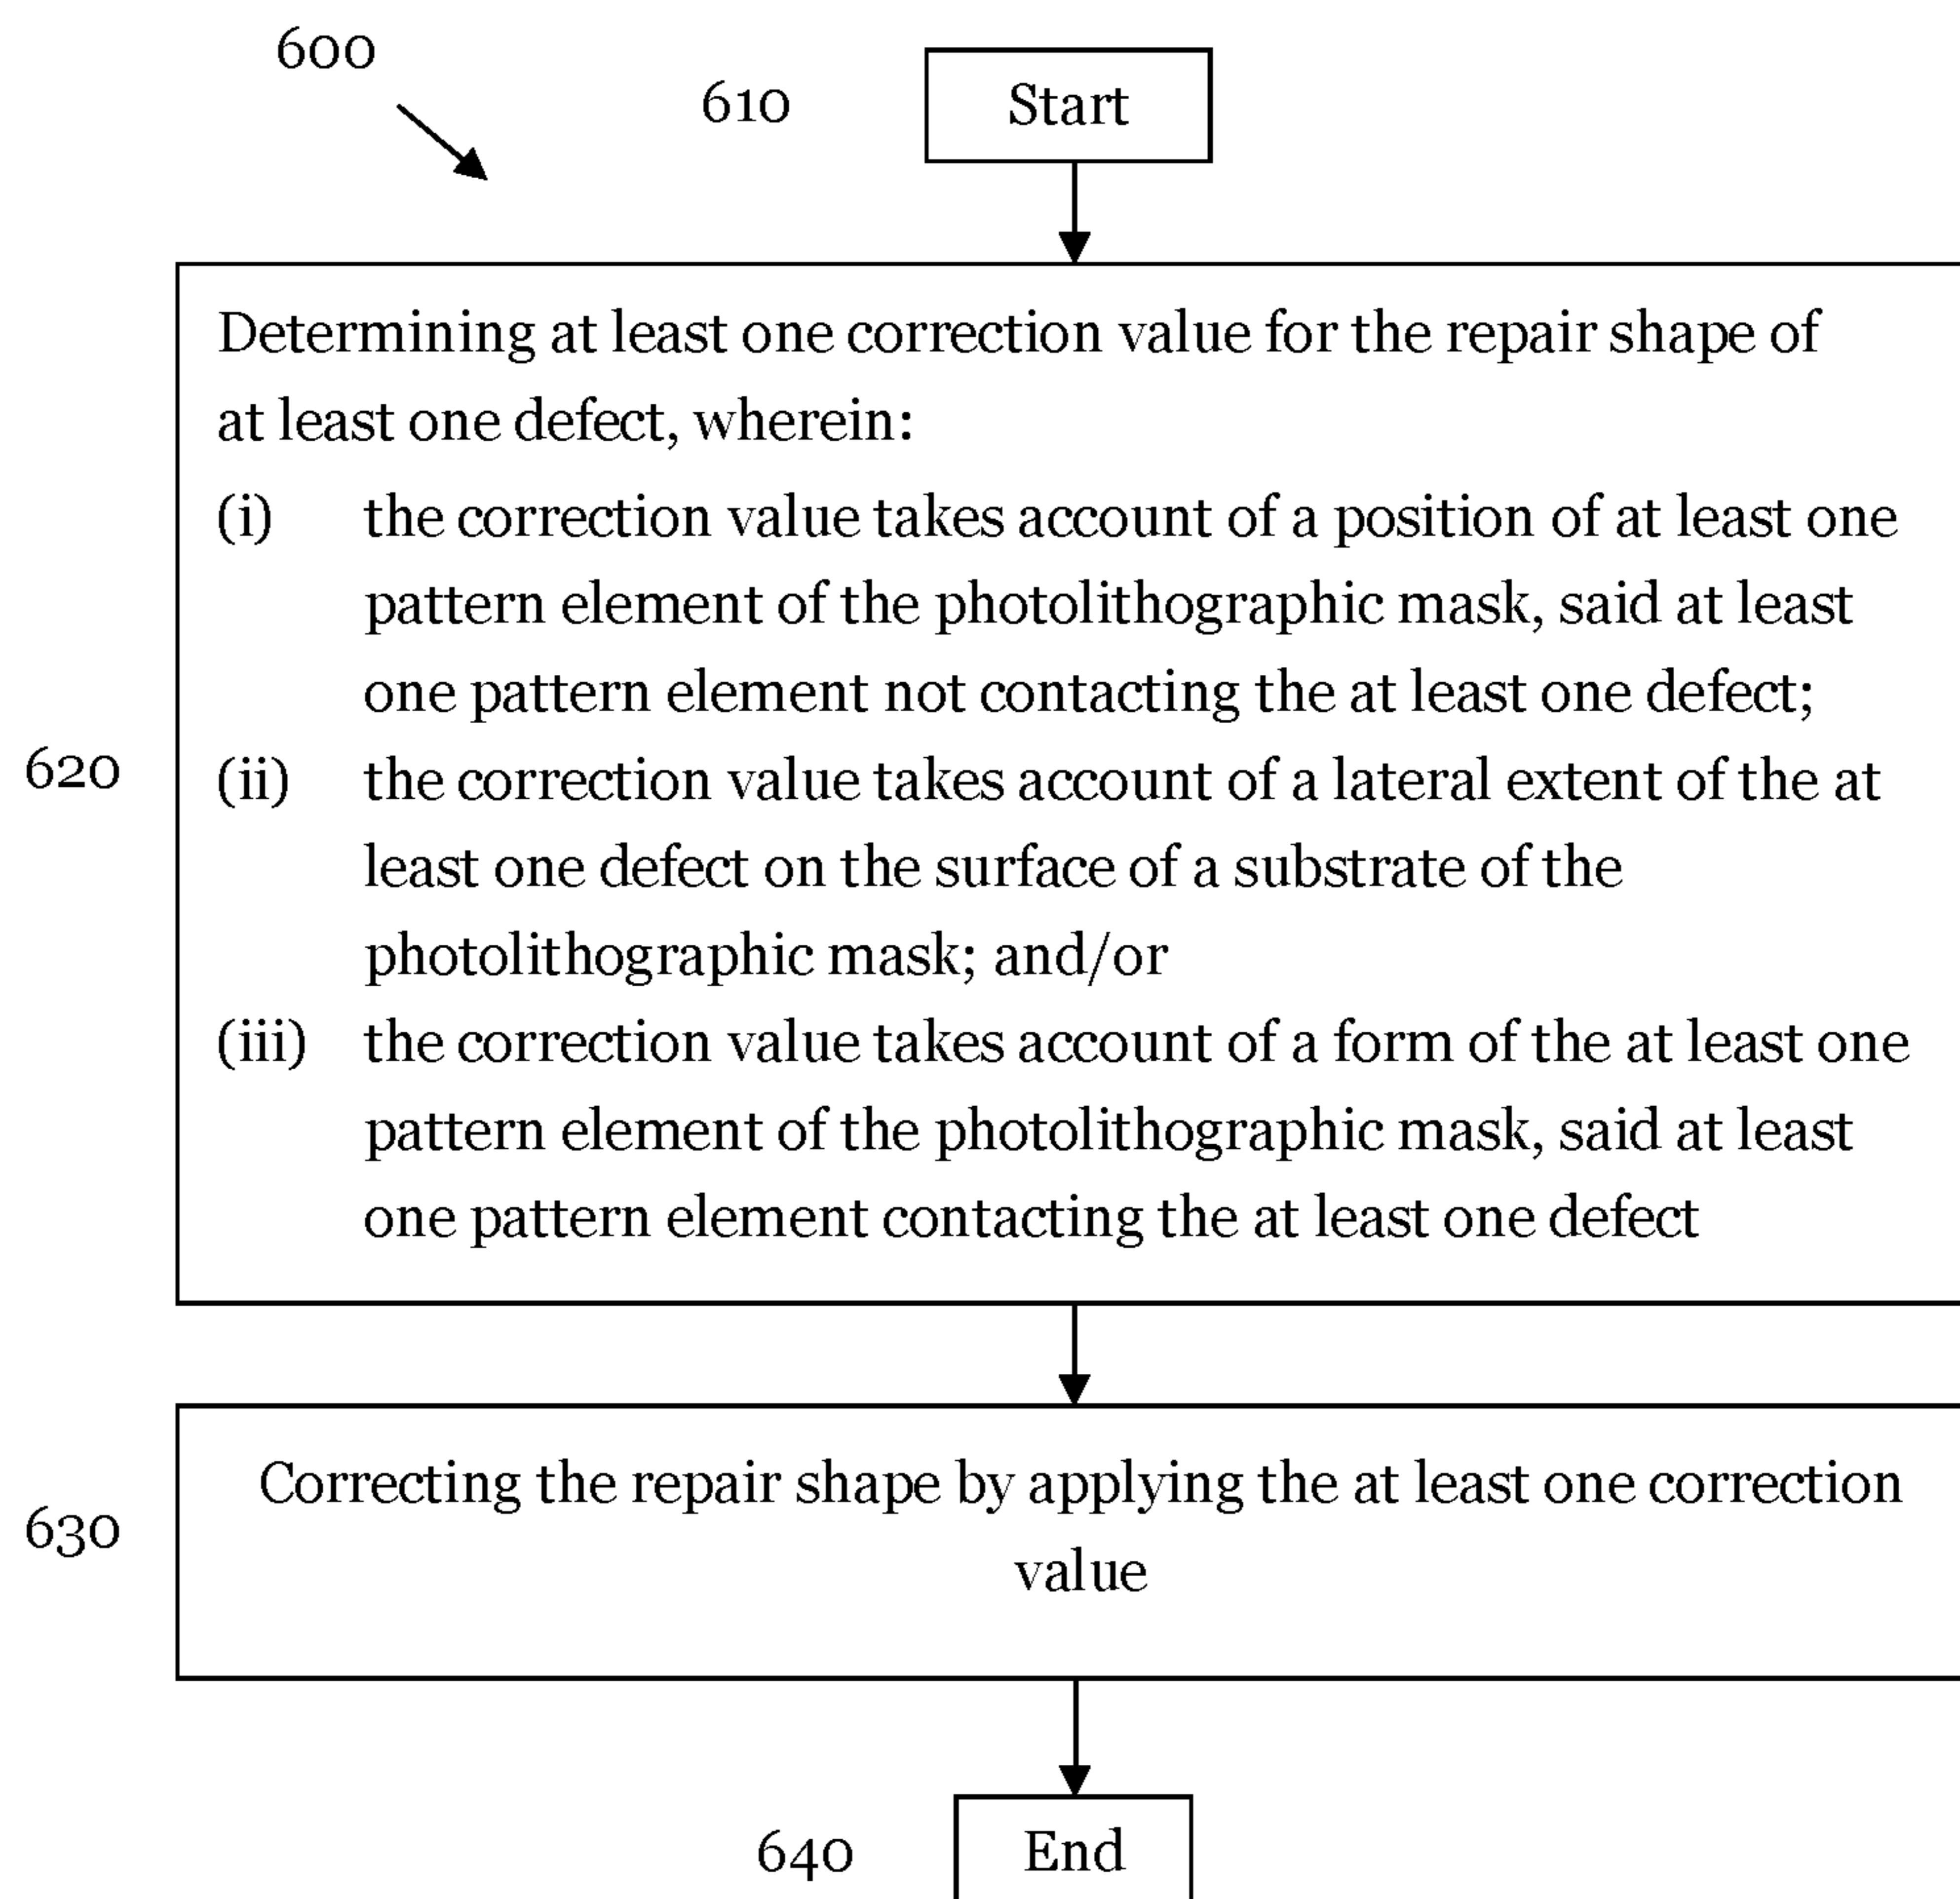 600
610
Start
Determining at least one correction value for the repair shape of
at least one defect, wherein:
(i) the correction value takes account of a position of at least one
pattern element of the photolithographic mask, said at least
one pattern element not contacting the at least one defect;
620
(ii) the correction value takes account of a lateral extent of the at
least one defect on the surface of a substrate of the
photolithographic mask; and/or
(iii) the correction value takes account of a form of the at least one
pattern element of the photolithographic mask, said at least
one pattern element contacting the at least one defect
Correcting the repair shape by applying the at least one correction
630
value
640
End